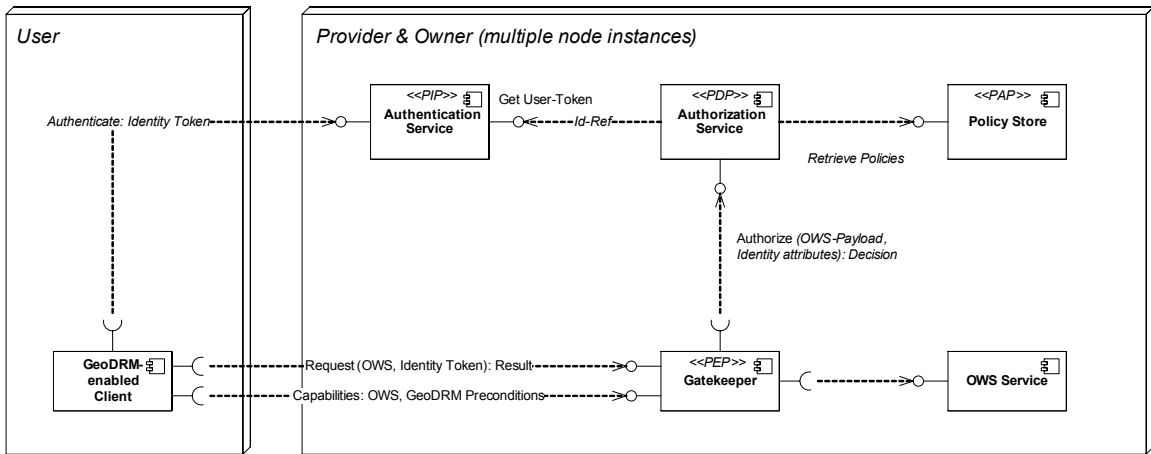 User
Provider & Owner (multiple node instances)
<<PIP>>
Authentication
Service
Get User-Token
<<PDP>>
Authorization
Service
<<PAP>>
Policy Store
Authenticate: Identity Token
Id-Ref
Retrieve Policies
Authorize (OWS-Payload,
Identity attributes): Decision
GeoDRM-
enabled
Client
Request (OWS, Identity Token): Result
Capabilities: OWS, GeoDRM Preconditions
<<PEP>>
Gatekeeper
OWS Service